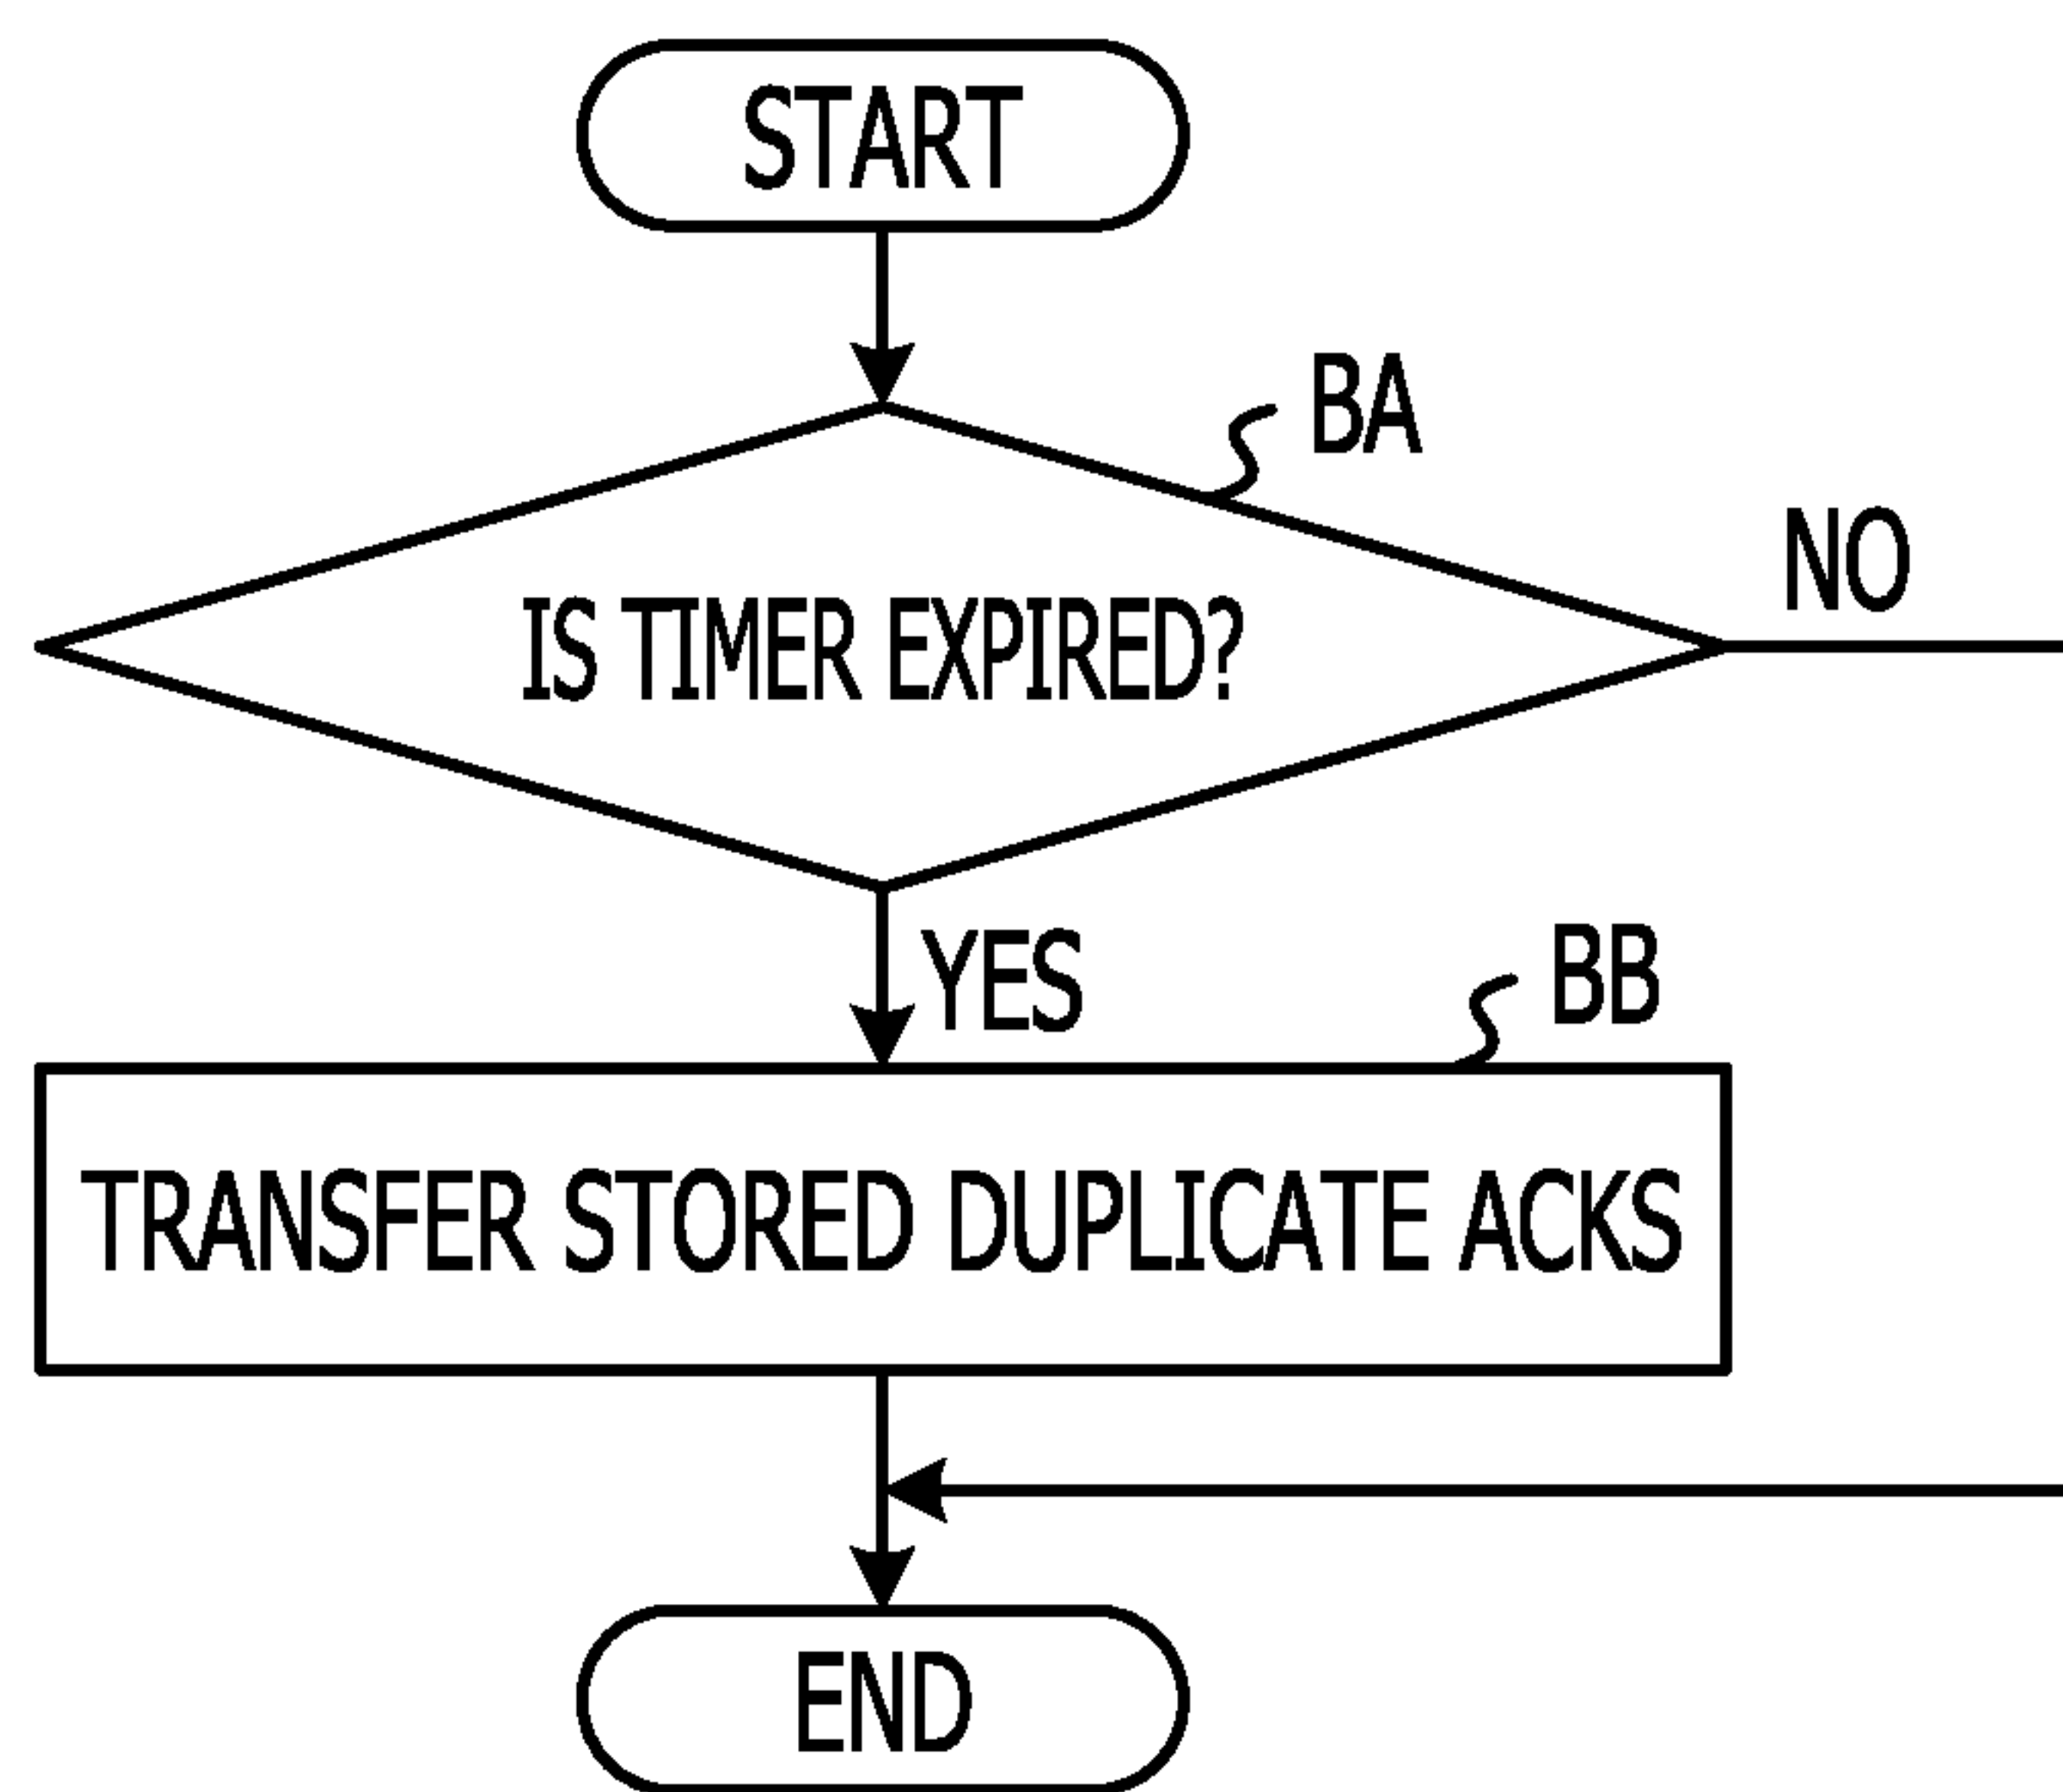 START
BA
NO
IS TIMER EXPIRED?
YES
BB
TRANSFER STORED DUPLICATE ACKS
END